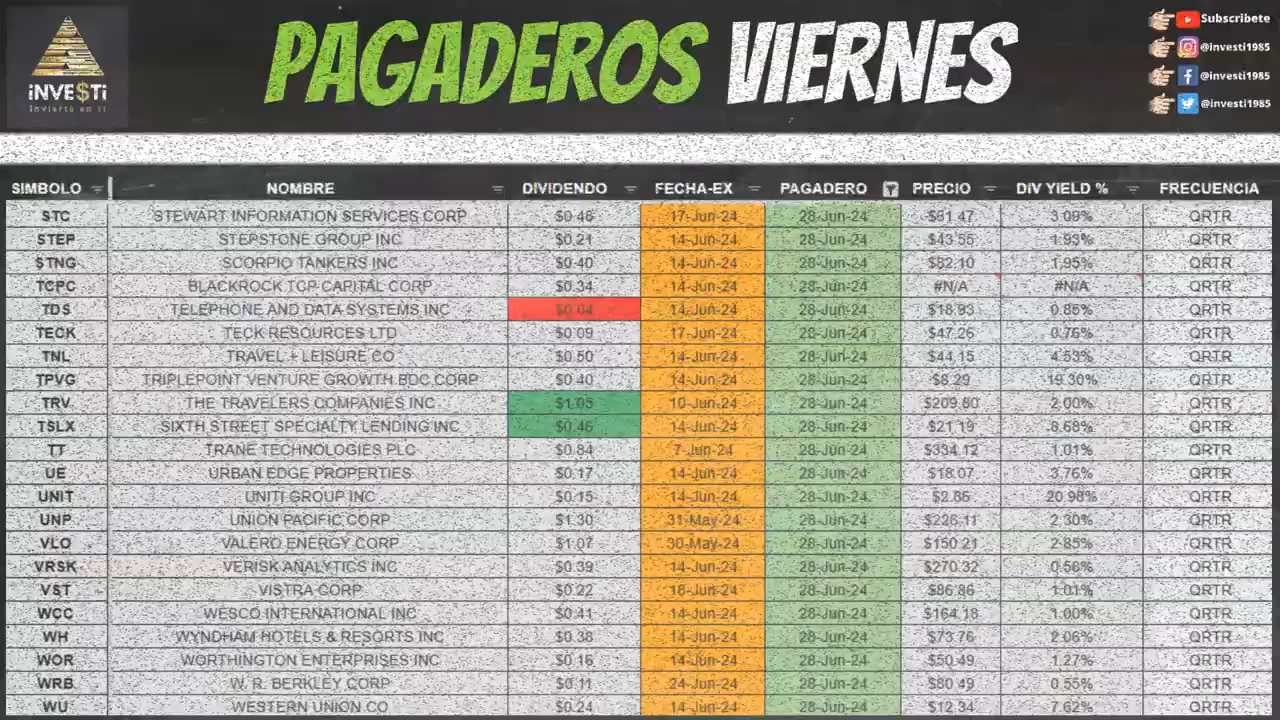 iNVE$Ti
Invierte en ti
PAGADEROS VIERNES
Subscribete
@investi1985
@investi1985
@investi1985
SIMBOLO NOMBRE DIVIDENDO FECHA-EX PAGADERO PRECIO DIV YIELD % FRECUENCIA
STC STEWART INFORMATION SERVICES CORP $0.48 17-Jun-24 28-Jun-24 $61.47 3.09% QRTR
STEP STEPSTONE GROUP INC $0.21 14-Jun-24 28-Jun-24 $43.55 1.93% QRTR
STNG SCORPIO TANKERS INC $0.40 14-Jun-24 28-Jun-24 $82.10 1.95% QRTR
TCPC BLACKROCK TCP CAPITAL CORP $0.34 14-Jun-24 28-Jun-24 #N/A #N/A QRTR
TDS TELEPHONE AND DATA SYSTEMS INC $0.04 14-Jun-24 28-Jun-24 $18.93 0.85% QRTR
TECK TECK RESOURCES LTD $0.09 17-Jun-24 28-Jun-24 $47.26 0.76% QRTR
TNL TRAVEL + LEISURE CO $0.50 14-Jun-24 28-Jun-24 $44.15 4.53% QRTR
TPVG TRIPLEPOINT VENTURE GROWTH BDC CORP $0.40 14-Jun-24 28-Jun-24 $8.29 19.30% QRTR
TRV THE TRAVELERS COMPANIES INC $1.05 10-Jun-24 28-Jun-24 $209.80 2.00% QRTR
TSLX SIXTH STREET SPECIALTY LENDING INC $0.46 14-Jun-24 28-Jun-24 $21.19 8.68% QRTR
TT TRANE TECHNOLOGIES PLC $0.84 7-Jun-24 28-Jun-24 $334.12 1.01% QRTR
UE URBAN EDGE PROPERTIES $0.17 14-Jun-24 28-Jun-24 $18.07 3.76% QRTR
UNIT UNITI GROUP INC $0.15 14-Jun-24 28-Jun-24 $2.86 20.98% QRTR
UNP UNION PACIFIC CORP $1.30 31-May-24 28-Jun-24 $226.11 2.30% QRTR
VLO VALERO ENERGY CORP $1.07 30-May-24 28-Jun-24 $150.21 2.85% QRTR
VRSK VERISK ANALYTICS INC $0.39 14-Jun-24 28-Jun-24 $270.32 0.58% QRTR
VST VISTRA CORP $0.22 18-Jun-24 28-Jun-24 $86.86 1.01% QRTR
WCC WESCO INTERNATIONAL INC $0.41 14-Jun-24 28-Jun-24 $164.18 1.00% QRTR
WH WYNDHAM HOTELS & RESORTS INC $0.38 14-Jun-24 28-Jun-24 $73.76 2.06% QRTR
WOR WORTHINGTON ENTERPRISES INC $0.16 14-Jun-24 28-Jun-24 $50.49 1.27% QRTR
WRB W. R. BERKLEY CORP $0.11 24-Jun-24 28-Jun-24 $80.49 0.55% QRTR
WU WESTERN UNION CO $0.24 14-Jun-24 28-Jun-24 $12.34 7.62% QRTR